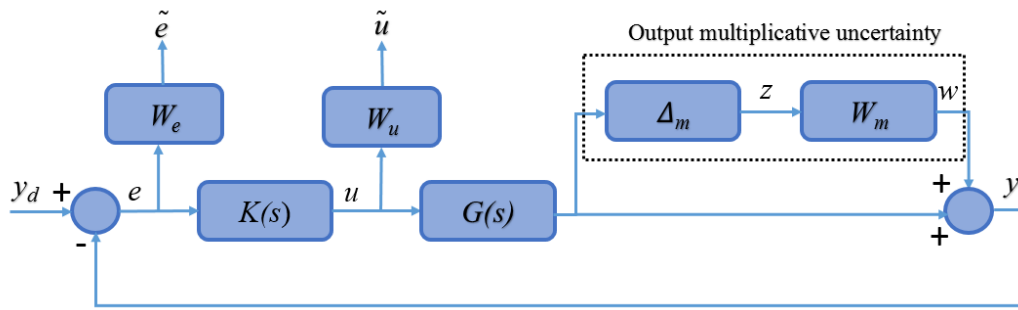 ẽ
ũ
Output multiplicative uncertainty
W_e
W_u
Δ_m
z
W_m
w
y_d
+
e
K(s)
u
G(s)
+
y
-
+